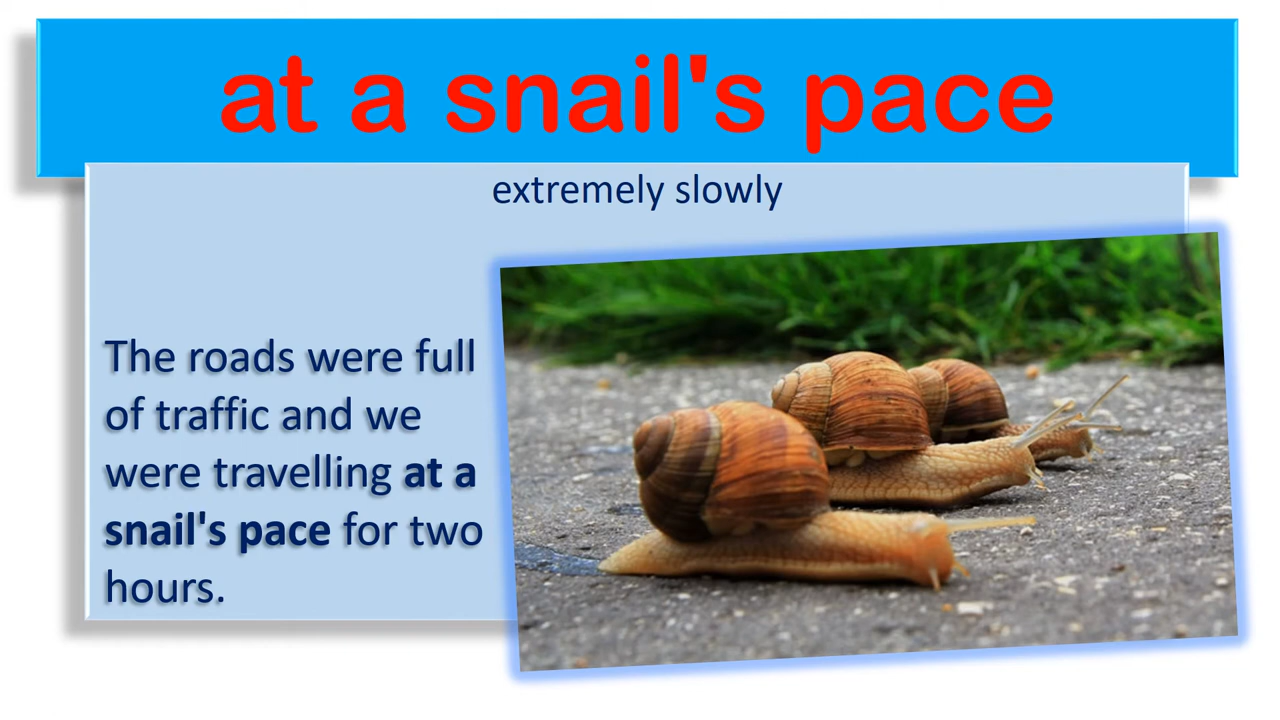 at a snail's pace
extremely slowly
The roads were full
of traffic and we
were travelling at a
snail's pace for two
hours.